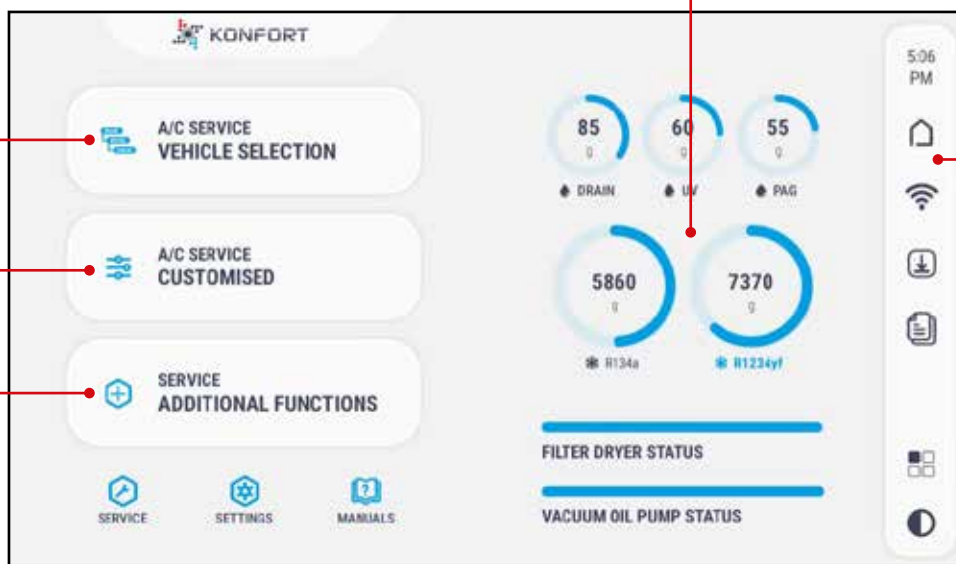 KONFORT
5:06
PM
A/C SERVICE
VEHICLE SELECTION
A/C SERVICE
CUSTOMISED
SERVICE
ADDITIONAL FUNCTIONS
SERVICE
SETTINGS
MANUALS
85
g
DRAIN
60
g
UV
55
g
PAG
5860
g
R134a
7370
g
R1234yf
FILTER DRYER STATUS
VACUUM OIL PUMP STATUS